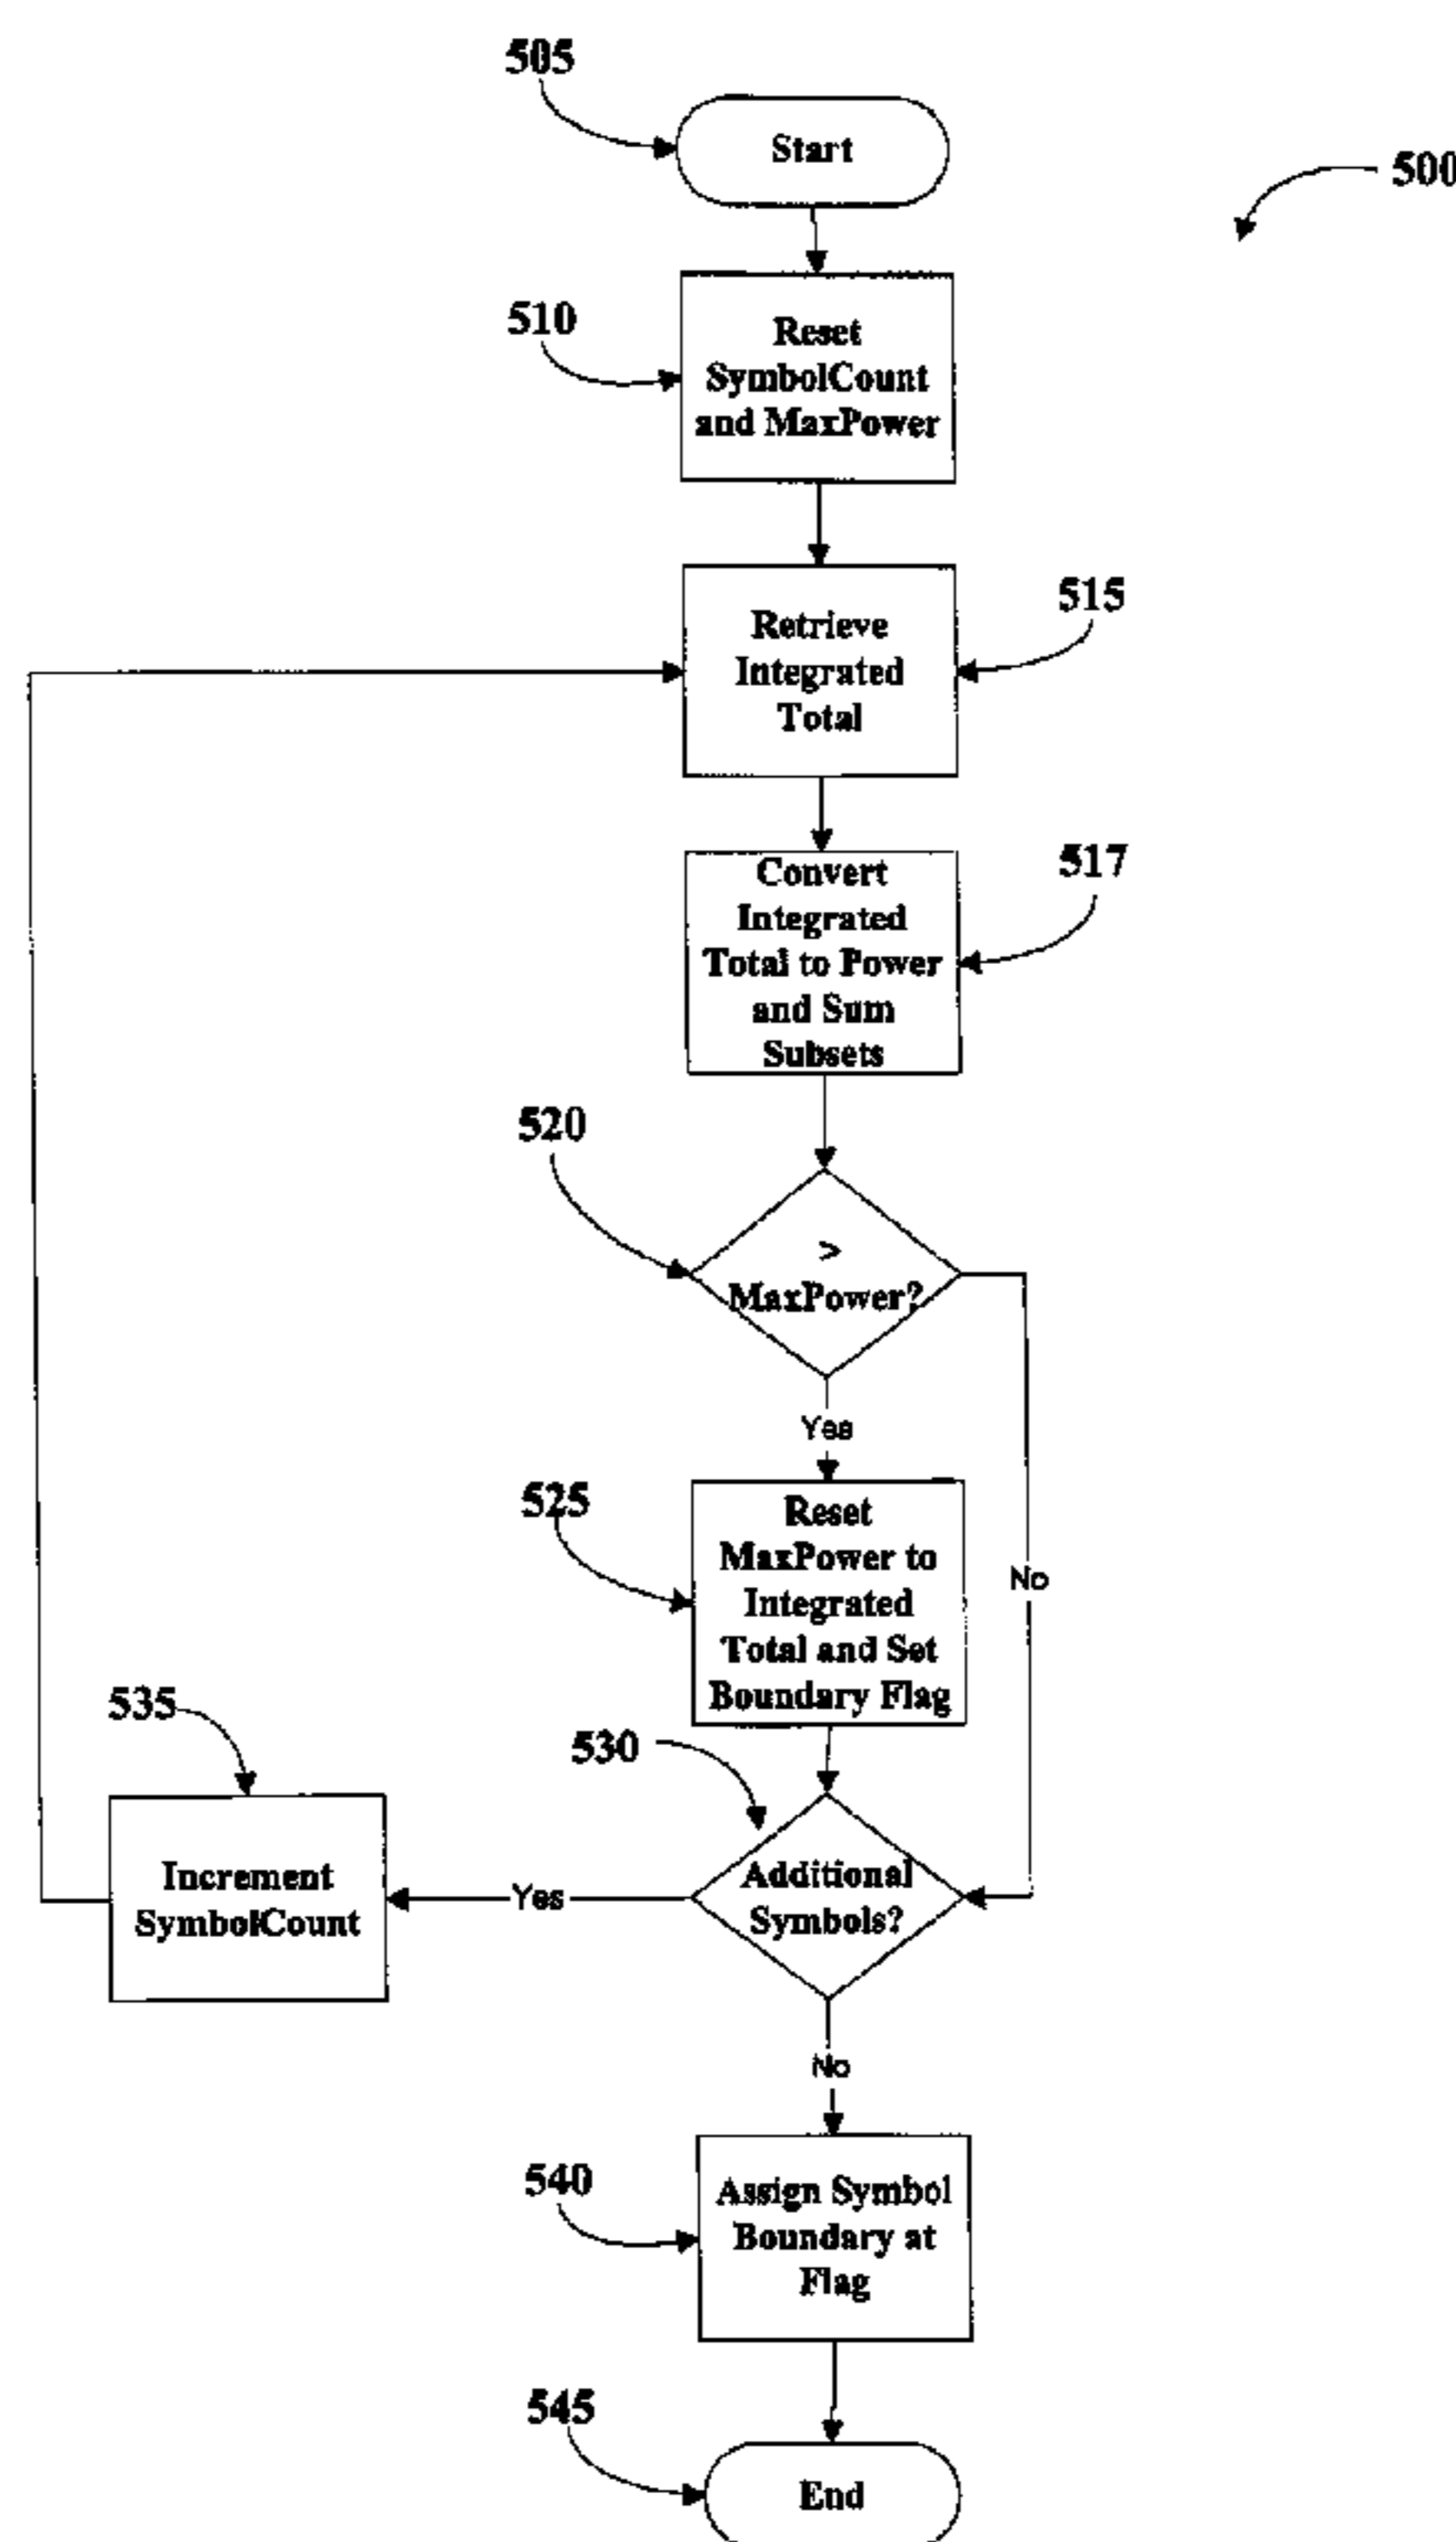 505
Start
500
510
Reset
SymbolCount
and MaxPower
515
Retrieve
Integrated
Total
517
Convert
Integrated
Total to Power
and Sum
Subsets
520
>
MaxPower?
Yes
No
525
Reset
MaxPower to
Integrated
Total and Set
Boundary Flag
535
530
Increment
SymbolCount
Yes
Additional
Symbols?
No
540
Assign Symbol
Boundary at
Flag
545
End